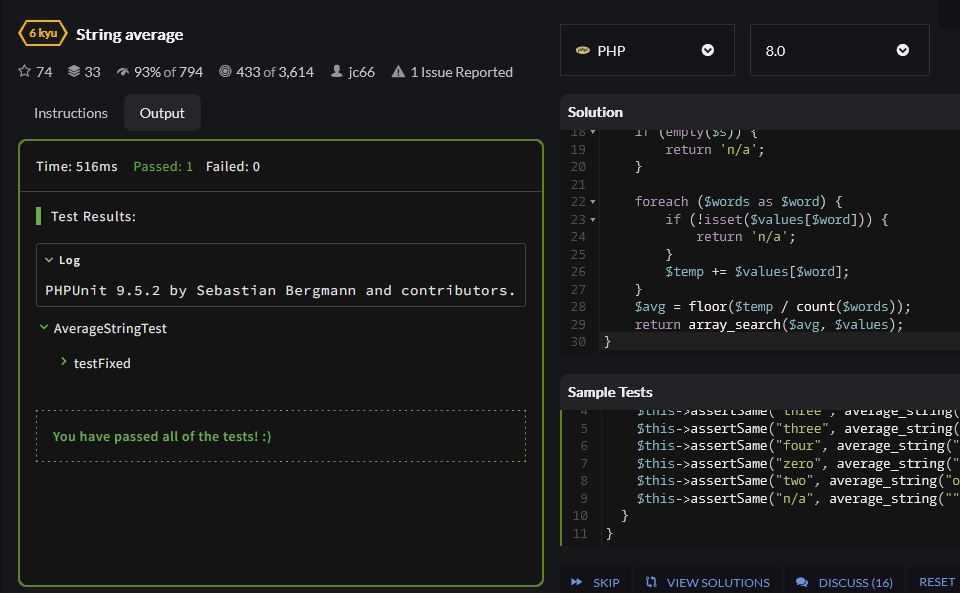 6 kyu String average
74 33 93% of 794 433 of 3,614 jc66 1 Issue Reported
Instructions Output
Time: 516ms Passed: 1 Failed: 0
Test Results:
Log
PHPUnit 9.5.2 by Sebastian Bergmann and contributors.
AverageStringTest
testFixed
You have passed all of the tests! :)
php PHP 8.0
Solution
18 if (empty($s)) {
19 return 'n/a';
20 }
21
22 foreach ($words as $word) {
23 if (!isset($values[$word])) {
24 return 'n/a';
25 }
26 $temp += $values[$word];
27 }
28 $avg = floor($temp / count($words));
29 return array_search($avg, $values);
30 }
Sample Tests
4 $this->assertSame("three", average_string(
5 $this->assertSame("three", average_string(
6 $this->assertSame("four", average_string("
7 $this->assertSame("zero", average_string("
8 $this->assertSame("two", average_string("o
9 $this->assertSame("n/a", average_string(""
10 }
11 }
SKIP VIEW SOLUTIONS DISCUSS (16) RESET